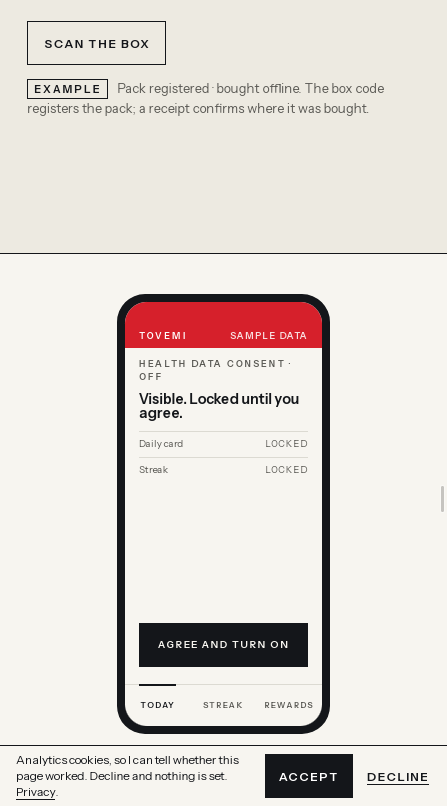 SCAN THE BOX
EXAMPLE Pack registered · bought offline. The box code
registers the pack; a receipt confirms where it was bought.
TOVEMI SAMPLE DATA
HEALTH DATA CONSENT ·
OFF
Visible. Locked until you
agree.
Daily card LOCKED
Streak LOCKED
AGREE AND TURN ON
TODAY STREAK REWARDS
Analytics cookies, so I can tell whether this
page worked. Decline and nothing is set.
Privacy.
ACCEPT DECLINE